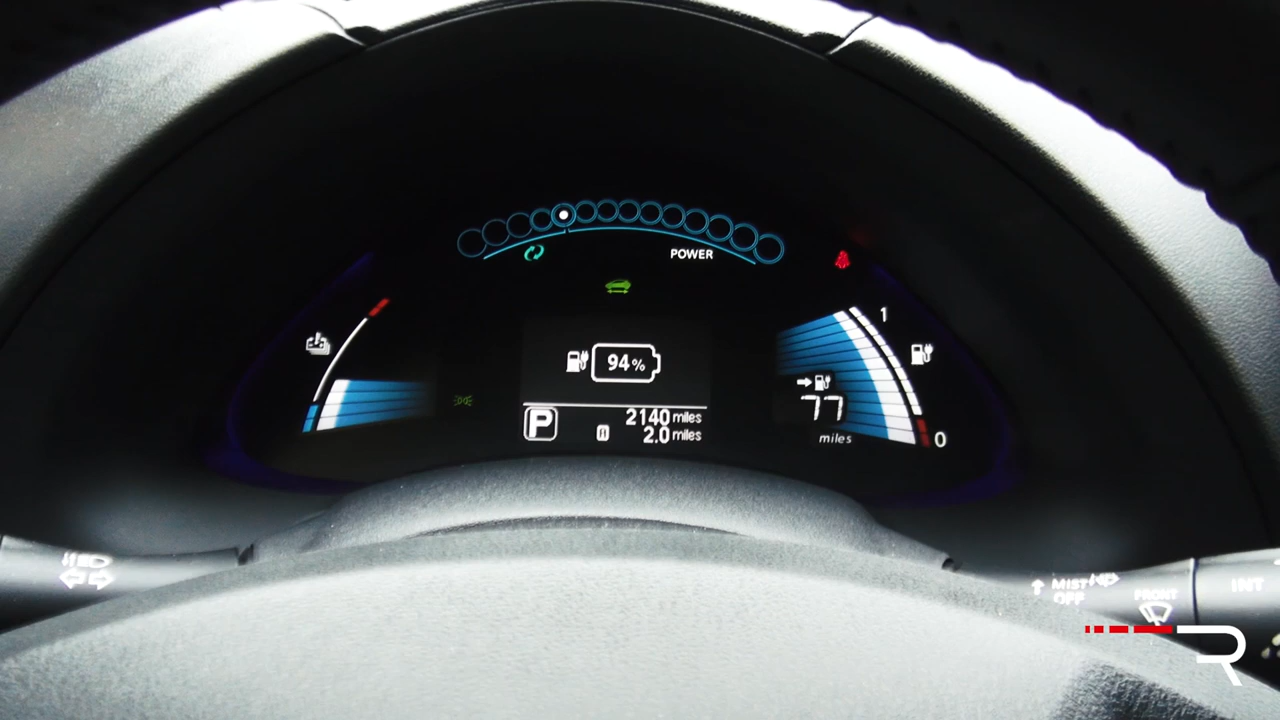 POWER
1
94%
P
2140 miles
2.0 miles
77
miles
0
MIST
OFF
FRONT
INT
R